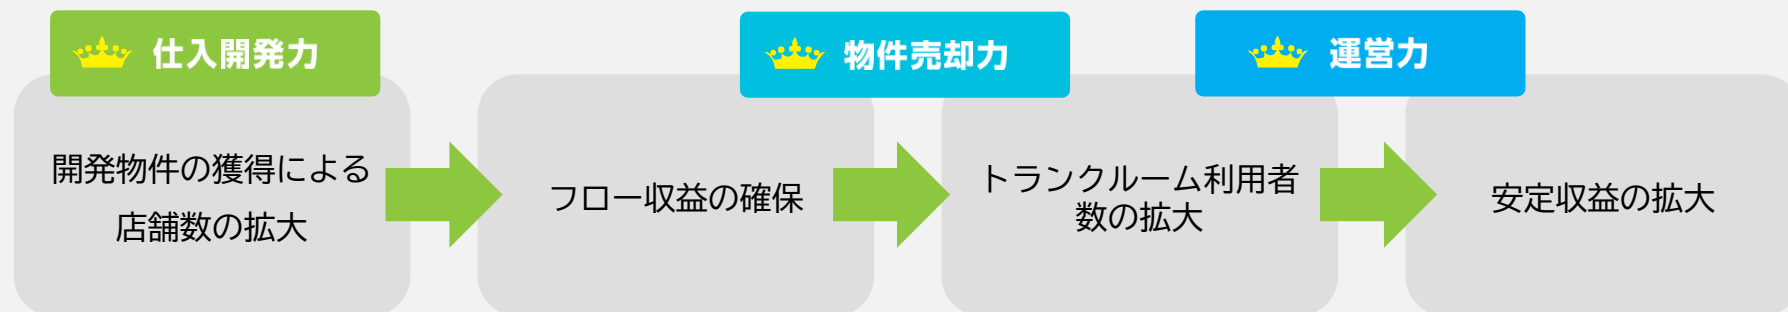 仕入開発力
物件売却力
運営力
開発物件の獲得による
店舗数の拡大
フロー収益の確保
トランクルーム利用者
数の拡大
安定収益の拡大